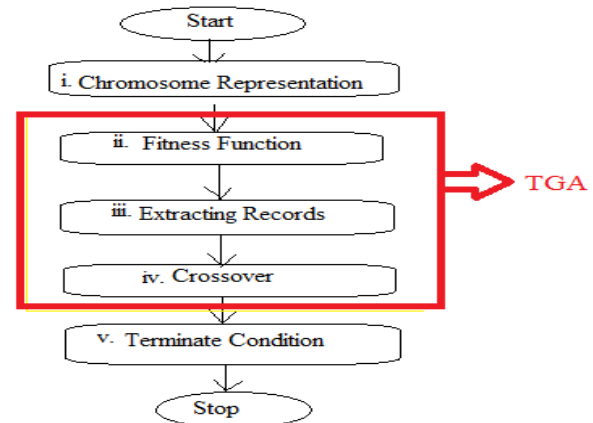 Start
i. Chromosome Representation
ii. Fitness Function
iii. Extracting Records
TGA
iv. Crossover
v. Terminate Condition
Stop